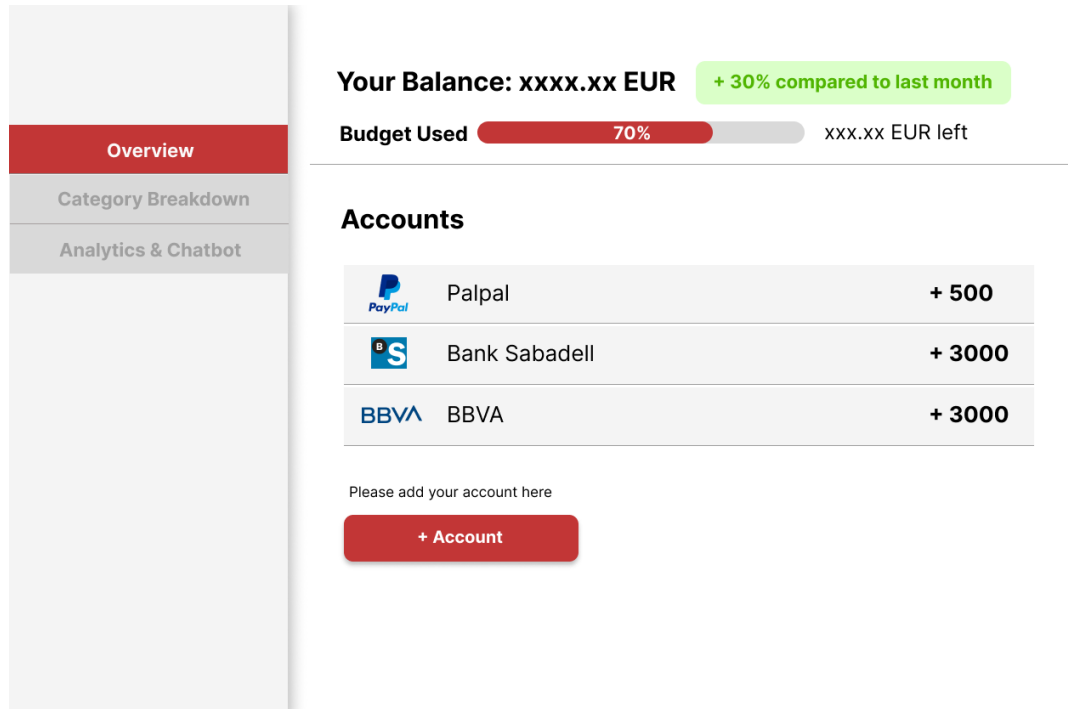 Your Balance: xxxx.xx EUR + 30% compared to last month
Budget Used 70% xxx.xx EUR left
Overview
Category Breakdown
Analytics & Chatbot
Accounts
PayPal Palpal + 500
B S Bank Sabadell + 3000
BBVA BBVA + 3000
Please add your account here
+ Account